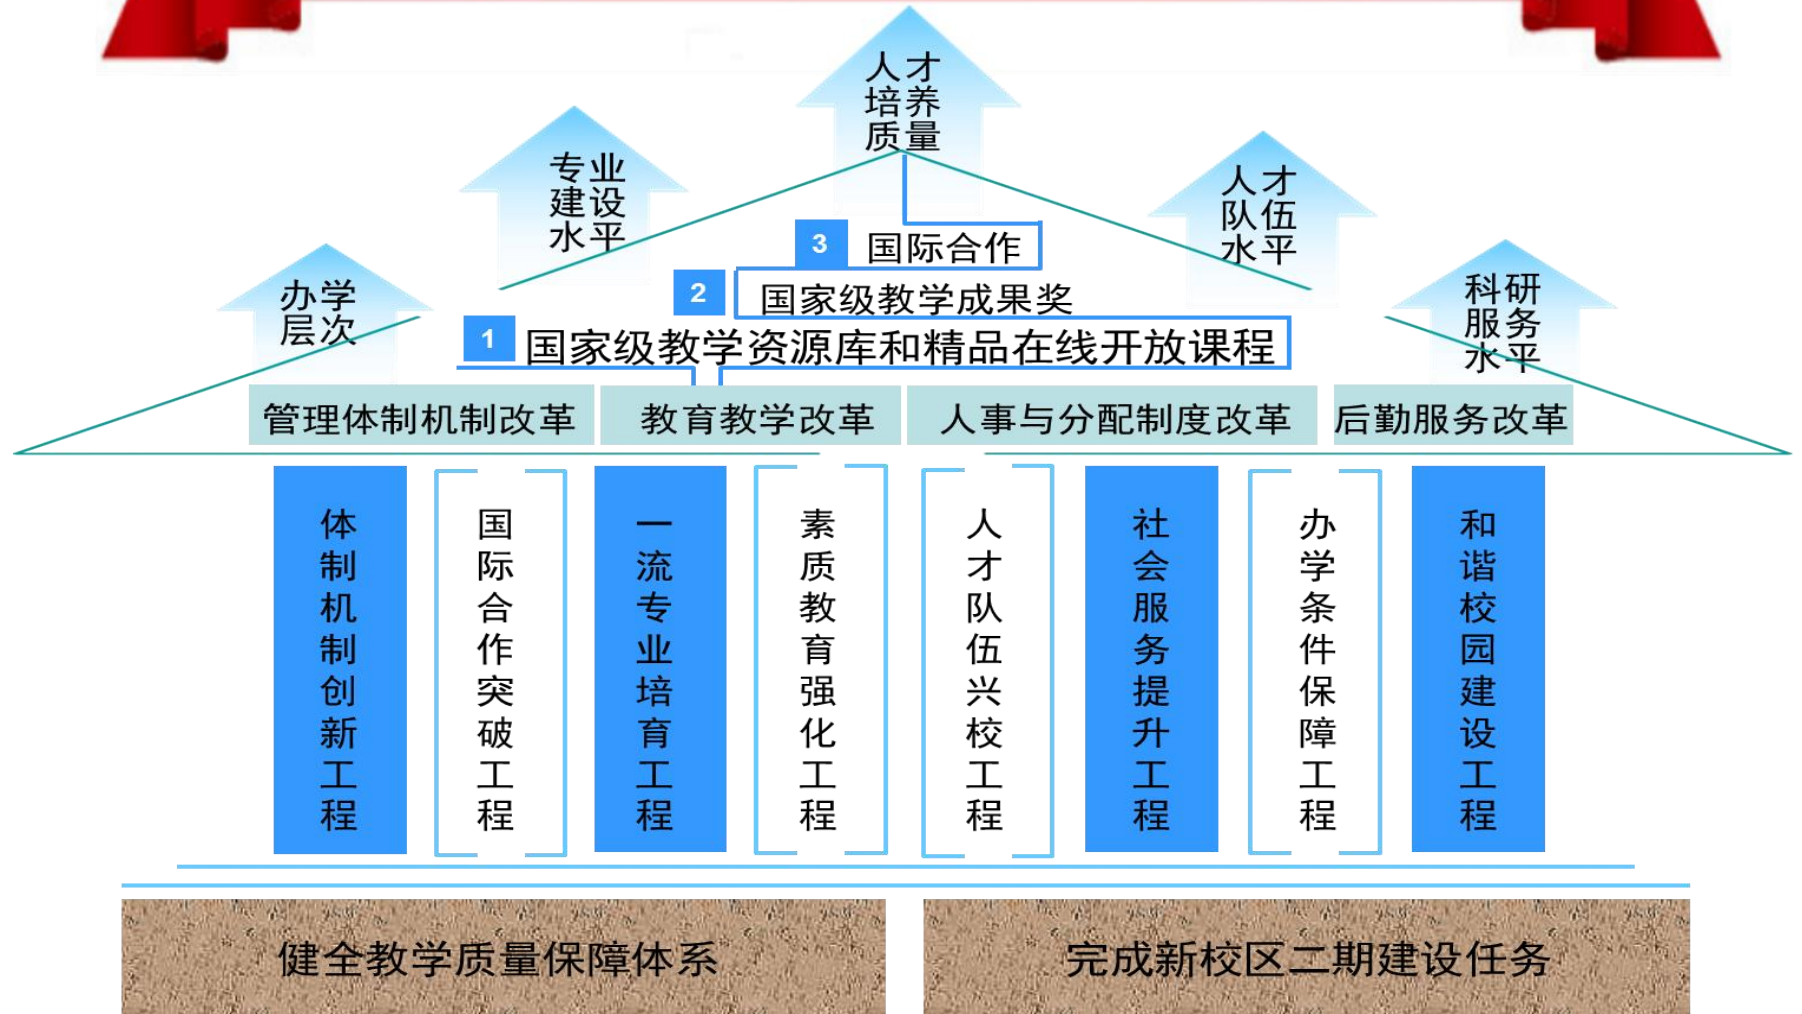 人才
培养
质量
专业
建设
水平
人才
队伍
水平
办学
层次
科研
服务
水平
3 国际合作
2 国家级教学成果奖
1 国家级教学资源库和精品在线开放课程
管理体制机制改革
教育教学改革
人事与分配制度改革
后勤服务改革
体制机制创新工程
国际合作突破工程
一流专业培育工程
素质教育强化工程
人才队伍兴校工程
社会服务提升工程
办学条件保障工程
和谐校园建设工程
健全教学质量保障体系
完成新校区二期建设任务